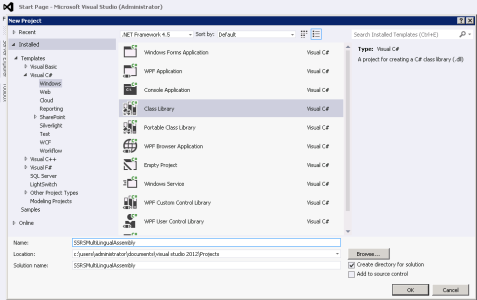 Start Page - Microsoft Visual Studio (Administrator)
New Project
Recent
.NET Framework 4.5
Sort by: Default
Search Installed Templates (Ctrl+E)
Installed
Templates
Visual Basic
Visual C#
Windows
Web
Cloud
Reporting
SharePoint
Silverlight
Test
WCF
Workflow
Visual C++
Visual F#
SQL Server
LightSwitch
Other Project Types
Modeling Projects
Samples
Online
Windows Forms Application Visual C#
WPF Application Visual C#
Console Application Visual C#
Class Library Visual C#
Portable Class Library Visual C#
WPF Browser Application Visual C#
Empty Project Visual C#
Windows Service Visual C#
WPF Custom Control Library Visual C#
WPF User Control Library Visual C#
Type: Visual C#
A project for creating a C# class library (.dll)
Name: SSRSMultiLingualAssembly
Location: c:\users\administrator\documents\visual studio 2012\Projects
Browse...
Solution name: SSRSMultiLingualAssembly
Create directory for solution
Add to source control
OK Cancel